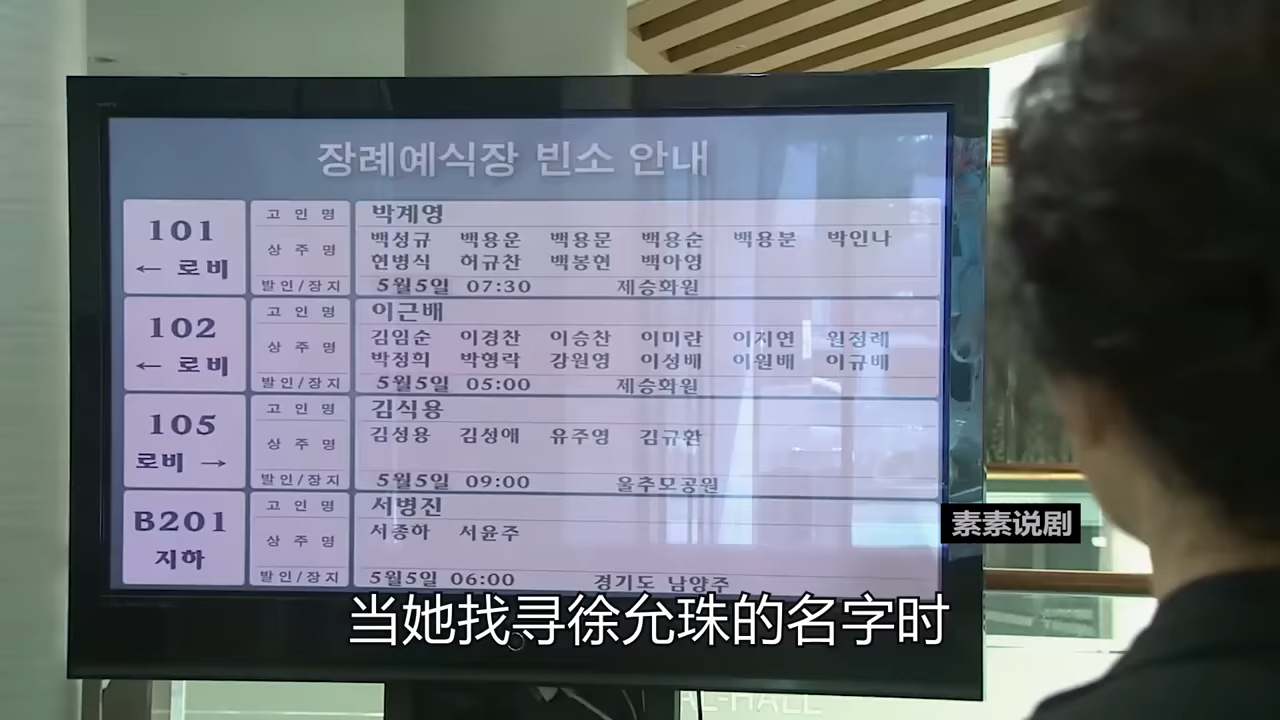 장례예식장 빈소 안내
101
← 로비
고 인 명
박계영
상 주 명
백성규 백용운 백용문 백용순 백용분 박인나
현병식 허규찬 백봉현 백아영
발인/장지
5월5일 07:30 제승화원
102
← 로비
고 인 명
이근배
상 주 명
김임순 이경찬 이승찬 이미란 이지연 원정례
박정희 박형락 강원영 이성배 이원배 이규배
발인/장지
5월5일 05:00 제승화원
105
로비 →
고 인 명
김식용
상 주 명
김성용 김성애 유주영 김규환
발인/장지
5월5일 09:00 울추모공원
B201
지하
고 인 명
서병진
상 주 명
서종하 서윤주
발인/장지
5월5일 06:00 경기도 남양주
素素说剧
当她找寻徐允珠的名字时